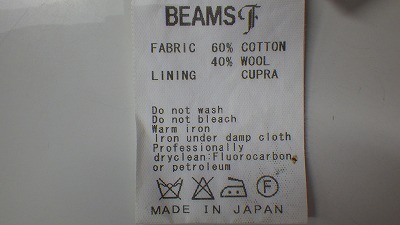 BEAMS F
FABRIC 60% COTTON
40% WOOL
LINING CUPRA
Do not wash
Do not bleach
Warm iron
Iron under damp cloth
Professionally
dryclean:Fluorocarbon
or petroleum
F
MADE IN JAPAN